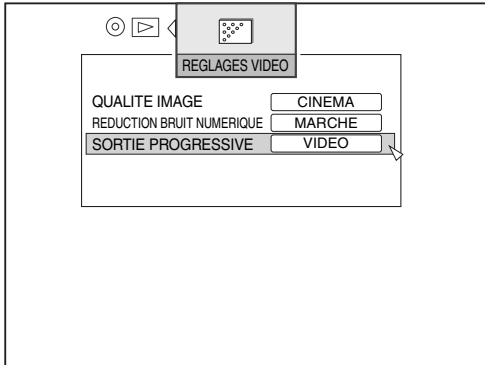 REGLAGES VIDEO
QUALITE IMAGE CINEMA
REDUCTION BRUIT NUMERIQUE MARCHE
SORTIE PROGRESSIVE VIDEO